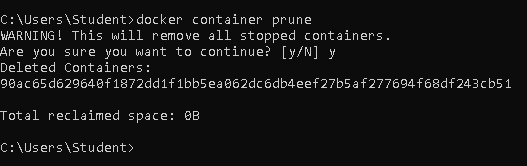 C:\Users\Student>docker container prune
WARNING! This will remove all stopped containers.
Are you sure you want to continue? [y/N] y
Deleted Containers:
90ac65d629640f1872dd1f1bb5ea062dc6db4eef27b5af277694f68df243cb51

Total reclaimed space: 0B

C:\Users\Student>